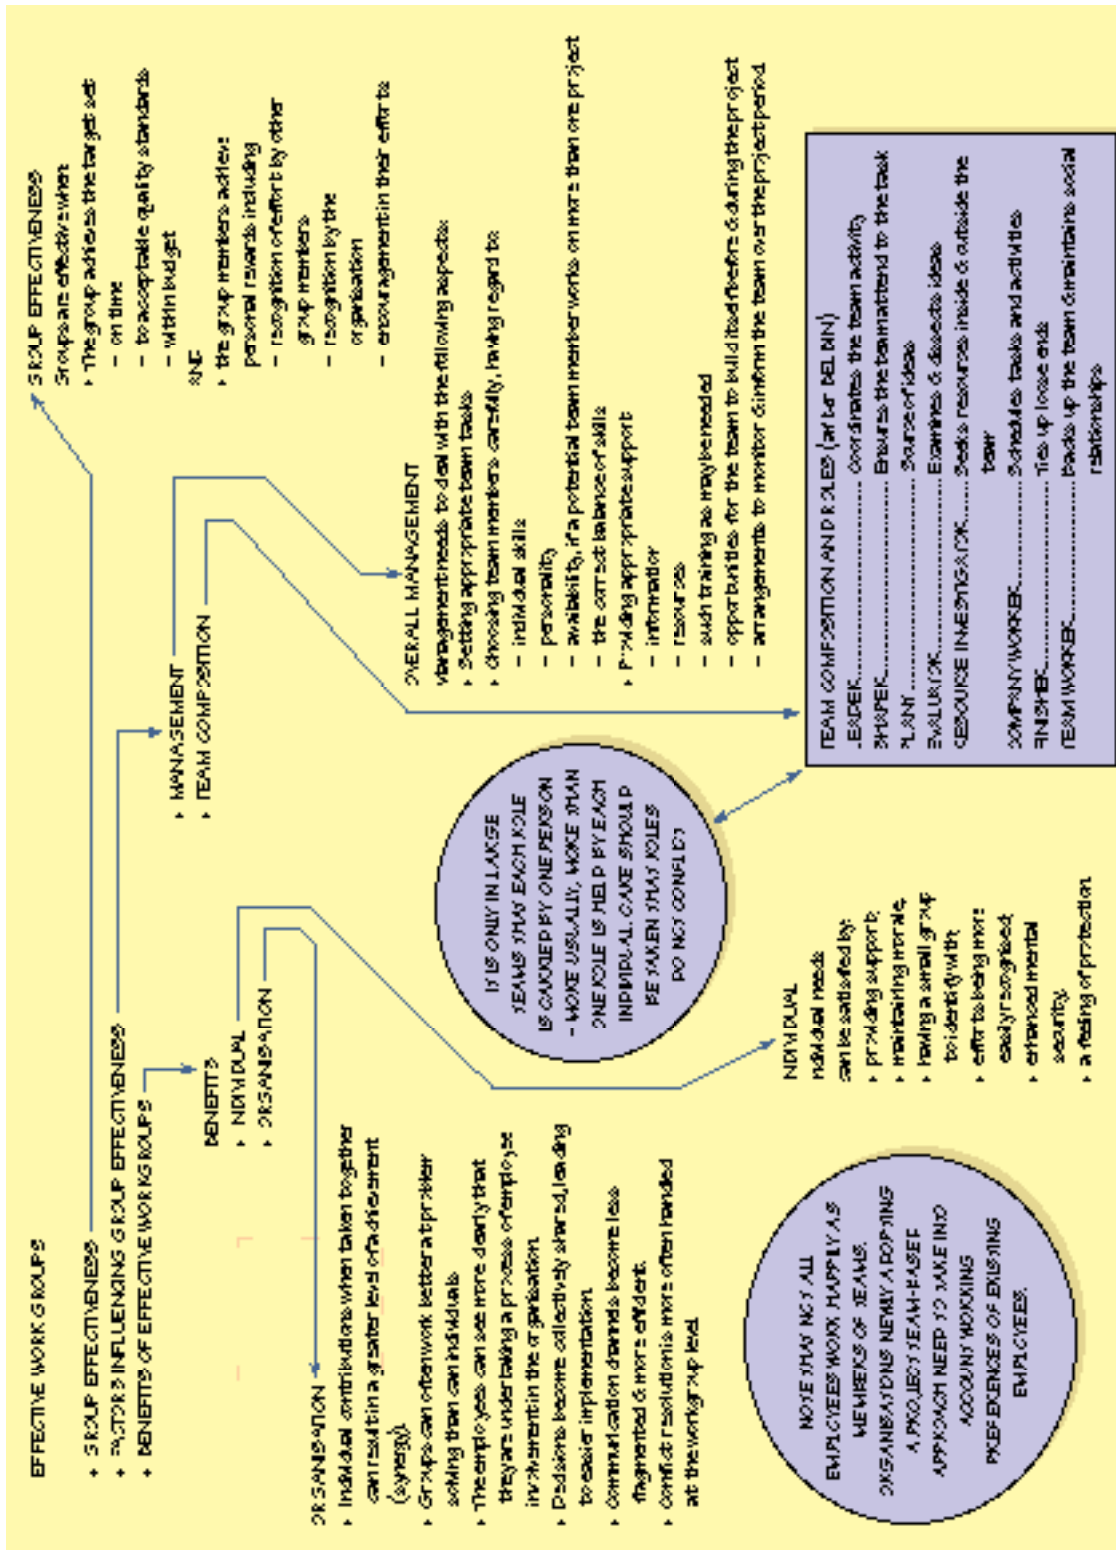 EFFECTIVE WORK GROUPS
▸ GROUP EFFECTIVENESS
▸ FACTORS INFLUENCING GROUP EFFECTIVENESS
▸ BENEFITS OF EFFECTIVE WORKGROUPS
GROUP EFFECTIVENESS
Groups are effective when:
▸ The group achieves the target set
– on time
– to acceptable quality standards
– within budget
AND
▸ the group members achieve
personal rewards including
– recognition of effort by other
group members
– recognition by the
organisation
– encouragement in their efforts
▸ MANAGEMENT
▸ TEAM COMPOSITION
BENEFITS
▸ INDIVIDUAL
▸ ORGANISATION
ORGANISATION
▸ Individual contributions when taken together
can result in a greater level of achievement
(synergy)
▸ Groups can often work better at problem
solving than can individuals
▸ The employees can see more clearly that
they are undertaking a process of employee
involvement in the organisation.
▸ Decisions become collectively shared, leading
to easier implementation.
▸ Communication channels become less
fragmented & more efficient.
▸ Conflict resolution is more often handled
at the workgroup level.
OVERALL MANAGEMENT
Management needs to deal with the following aspects:
▸ Setting appropriate team tasks
▸ Choosing team members carefully, having regard to:
– individual skills
– personality
– availability, if a potential team member works on more than one project
– the correct balance of skills
▸ Providing appropriate support:
– information
– resources
– such training as may be needed
– opportunities for the team to build itself before & during the project
– arrangements to monitor & inform the team over the project period.
IT IS ONLY IN LARGE
TEAMS THAT EACH ROLE
IS CARRIED BY ONE PERSON
– MORE USUALLY, MORE THAN
ONE ROLE IS HELD BY EACH
INDIVIDUAL. CARE SHOULD
BE TAKEN THAT ROLES
DO NOT CONFLICT
INDIVIDUAL
Individual needs
can be satisfied by:
▸ providing support;
▸ maintaining morale;
▸ having a small group
to identify with;
▸ efforts being more
easily recognised;
▸ enhanced mental
security;
▸ a feeling of protection.
TEAM COMPOSITION AND ROLES (after BELBIN)
LEADER.................... Coordinates the team activity
SHAPER.................... Ensures the team attend to the task
PLANT .................... Source of ideas
EVALUATOR.................... Examines & dissects ideas
RESOURCE INVESTIGATOR.... Seeks resources inside & outside the
team
COMPANY WORKER.................... Schedules tasks and activities
FINISHER.................... Ties up loose ends
TEAM WORKER.................... Backs up the team & maintains social
relationships
NOTE THAT NOT ALL
EMPLOYEES WORK HAPPILY AS
MEMBERS OF TEAMS.
ORGANISATIONS NEWLY ADOPTING
A PROJECT TEAM-BASED
APPROACH NEED TO TAKE INTO
ACCOUNT WORKING
PREFERENCES OF EXISTING
EMPLOYEES.